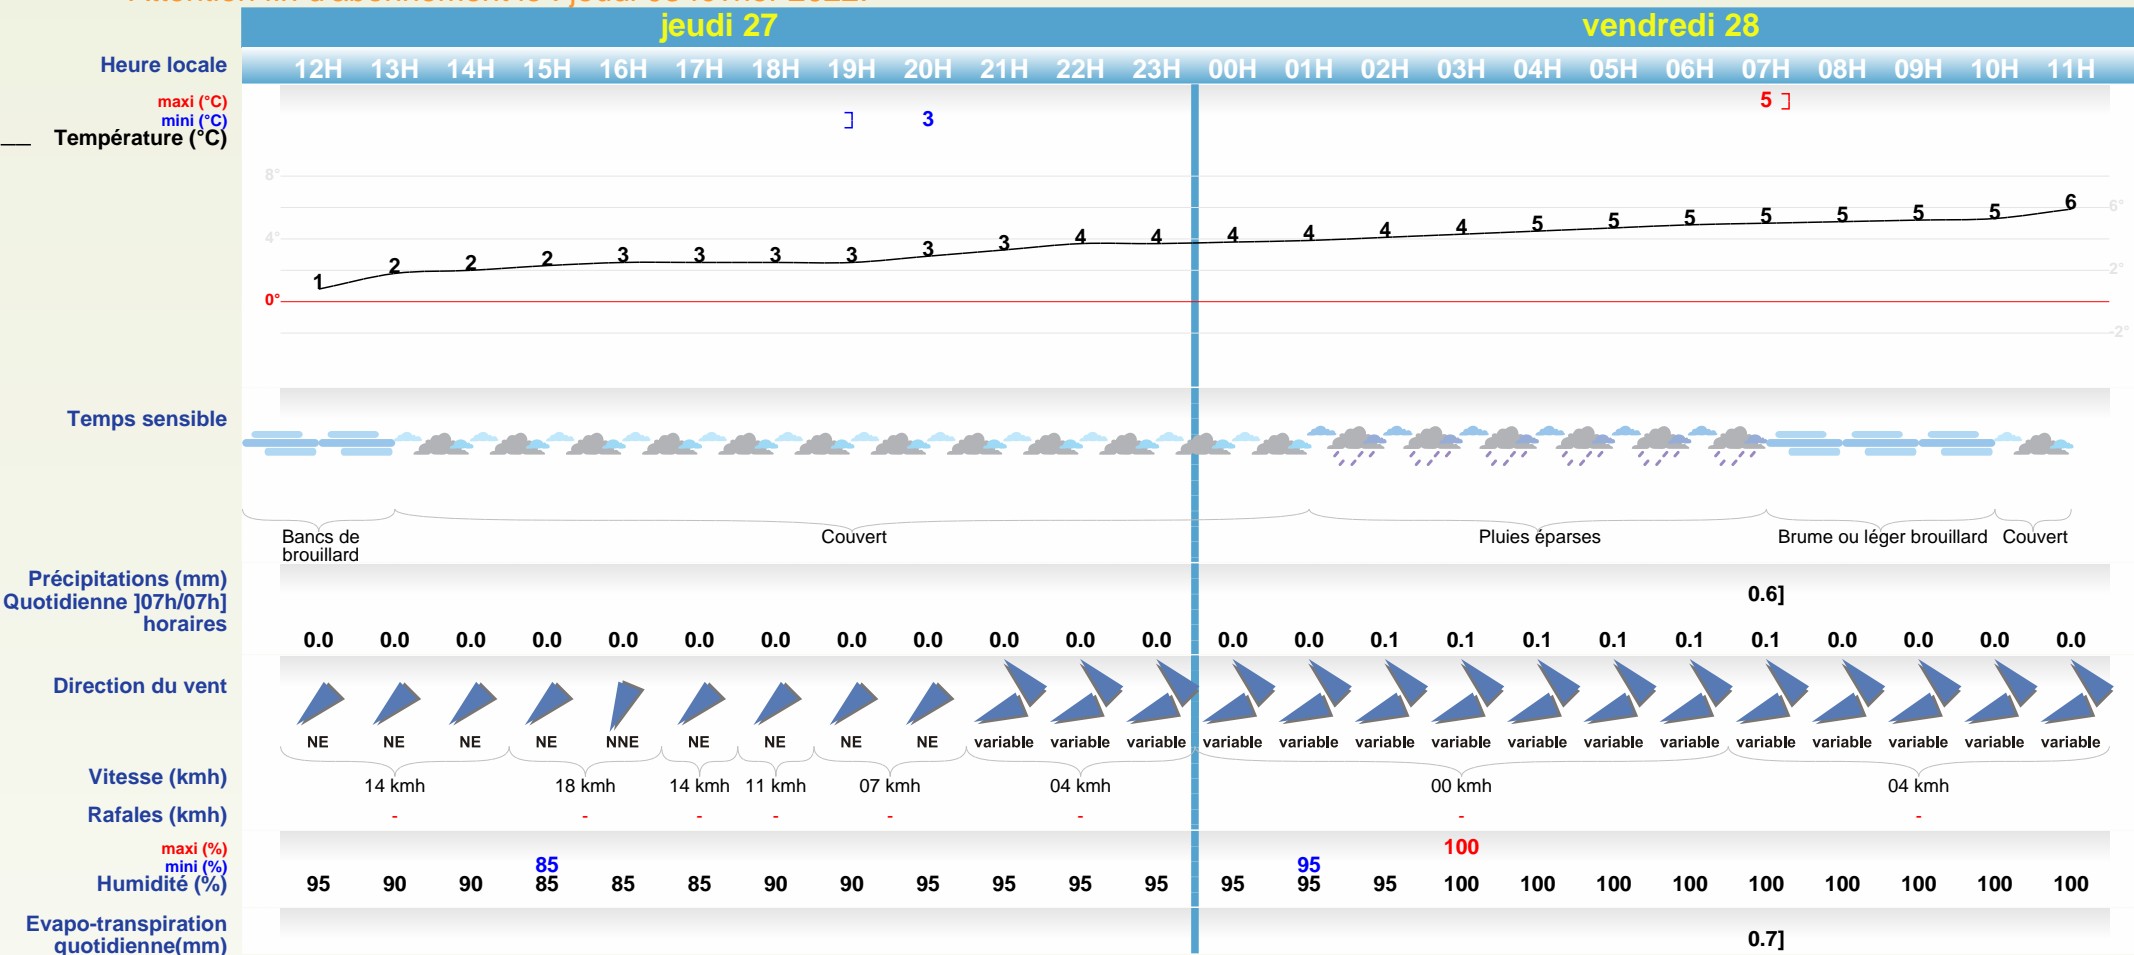 jeudi 27 vendredi 28
Heure locale 12H 13H 14H 15H 16H 17H 18H 19H 20H 21H 22H 23H 00H 01H 02H 03H 04H 05H 06H 07H 08H 09H 10H 11H
maxi (°C) 5 ]
mini (°C) ] 3
__ Température (°C)
8°
6 6°
4° 1 2 2 2 3 3 3 3 3 3 4 4 4 4 4 4 5 5 5 5 5 5 5
2°
0°
-2°
Temps sensible
Bancs de brouillard Couvert Pluies éparses Brume ou léger brouillard Couvert
Précipitations (mm)
Quotidienne ]07h/07h] 0.6]
horaires
0.0 0.0 0.0 0.0 0.0 0.0 0.0 0.0 0.0 0.0 0.0 0.0 0.0 0.0 0.1 0.1 0.1 0.1 0.1 0.1 0.0 0.0 0.0 0.0
Direction du vent
NE NE NE NE NNE NE NE NE NE variable variable variable variable variable variable variable variable variable variable variable variable variable variable variable
Vitesse (kmh) 14 kmh 18 kmh 14 kmh 11 kmh 07 kmh 04 kmh 00 kmh 04 kmh
Rafales (kmh) - - - - - - - -
maxi (%) 100
mini (%) 85 95
Humidité (%) 95 90 90 85 85 85 90 90 95 95 95 95 95 95 95 100 100 100 100 100 100 100 100 100
Evapo-transpiration
quotidienne(mm) 0.7]